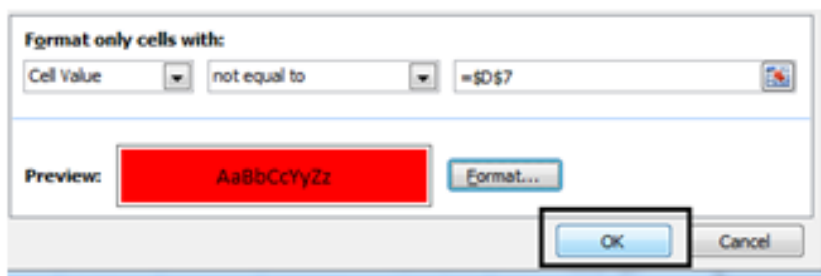 Format only cells with:
Cell Value not equal to =$D$7
Preview: AaBbCcYyZz Format...
OK Cancel